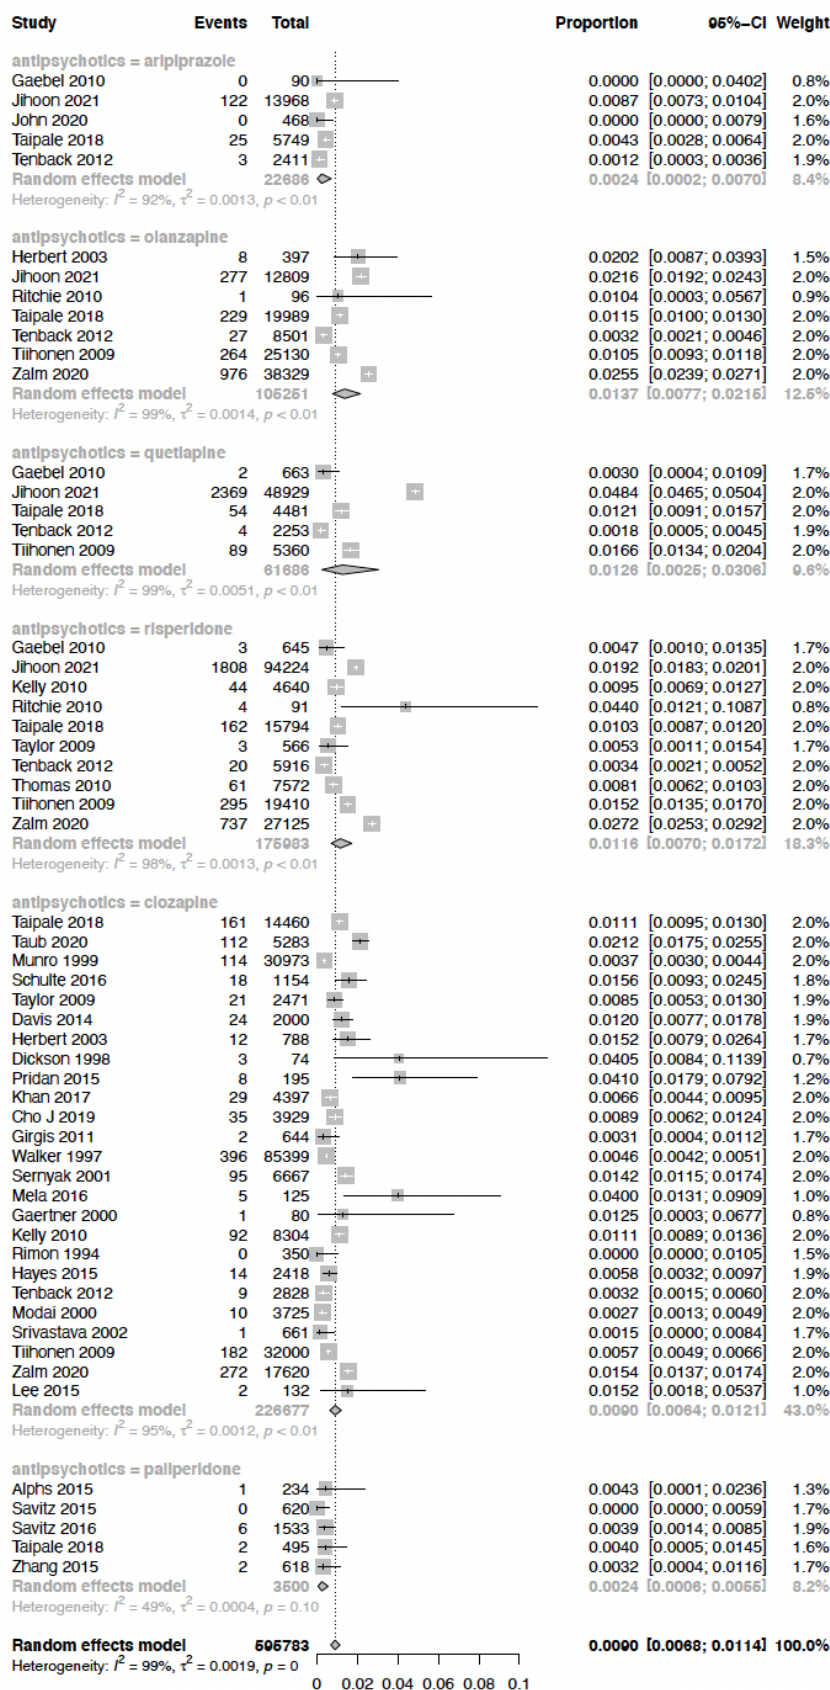 Study Events Total Proportion 95%-CI Weight
antipsychotics = aripiprazole
Gaebel 2010 0 90 0.0000 [0.0000; 0.0402] 0.8%
Jihoon 2021 122 13968 0.0087 [0.0073; 0.0104] 2.0%
John 2020 0 468 0.0000 [0.0000; 0.0079] 1.6%
Taipale 2018 25 5749 0.0043 [0.0028; 0.0064] 2.0%
Tenback 2012 3 2411 0.0012 [0.0003; 0.0036] 1.9%
Random effects model 22686 0.0024 [0.0002; 0.0070] 8.4%
Heterogeneity: I² = 92%, τ² = 0.0013, p < 0.01
antipsychotics = olanzapine
Herbert 2003 8 397 0.0202 [0.0087; 0.0393] 1.5%
Jihoon 2021 277 12809 0.0216 [0.0192; 0.0243] 2.0%
Ritchie 2010 1 96 0.0104 [0.0003; 0.0567] 0.9%
Taipale 2018 229 19989 0.0115 [0.0100; 0.0130] 2.0%
Tenback 2012 27 8501 0.0032 [0.0021; 0.0046] 2.0%
Tiihonen 2009 264 25130 0.0105 [0.0093; 0.0118] 2.0%
Zalm 2020 976 38329 0.0255 [0.0239; 0.0271] 2.0%
Random effects model 105251 0.0137 [0.0077; 0.0215] 12.5%
Heterogeneity: I² = 99%, τ² = 0.0014, p < 0.01
antipsychotics = quetiapine
Gaebel 2010 2 663 0.0030 [0.0004; 0.0109] 1.7%
Jihoon 2021 2369 48929 0.0484 [0.0465; 0.0504] 2.0%
Taipale 2018 54 4481 0.0121 [0.0091; 0.0157] 2.0%
Tenback 2012 4 2253 0.0018 [0.0005; 0.0045] 1.9%
Tiihonen 2009 89 5360 0.0166 [0.0134; 0.0204] 2.0%
Random effects model 61686 0.0126 [0.0025; 0.0306] 9.6%
Heterogeneity: I² = 99%, τ² = 0.0051, p < 0.01
antipsychotics = risperidone
Gaebel 2010 3 645 0.0047 [0.0010; 0.0135] 1.7%
Jihoon 2021 1808 94224 0.0192 [0.0183; 0.0201] 2.0%
Kelly 2010 44 4640 0.0095 [0.0069; 0.0127] 2.0%
Ritchie 2010 4 91 0.0440 [0.0121; 0.1087] 0.8%
Taipale 2018 162 15794 0.0103 [0.0087; 0.0120] 2.0%
Taylor 2009 3 566 0.0053 [0.0011; 0.0154] 1.7%
Tenback 2012 20 5916 0.0034 [0.0021; 0.0052] 2.0%
Thomas 2010 61 7572 0.0081 [0.0062; 0.0103] 2.0%
Tiihonen 2009 295 19410 0.0152 [0.0135; 0.0170] 2.0%
Zalm 2020 737 27125 0.0272 [0.0253; 0.0292] 2.0%
Random effects model 175983 0.0116 [0.0070; 0.0172] 18.3%
Heterogeneity: I² = 98%, τ² = 0.0013, p < 0.01
antipsychotics = clozapine
Taipale 2018 161 14460 0.0111 [0.0095; 0.0130] 2.0%
Taub 2020 112 5283 0.0212 [0.0175; 0.0255] 2.0%
Munro 1999 114 30973 0.0037 [0.0030; 0.0044] 2.0%
Schulte 2016 18 1154 0.0156 [0.0093; 0.0245] 1.8%
Taylor 2009 21 2471 0.0085 [0.0053; 0.0130] 1.9%
Davis 2014 24 2000 0.0120 [0.0077; 0.0178] 1.9%
Herbert 2003 12 788 0.0152 [0.0079; 0.0264] 1.7%
Dickson 1998 3 74 0.0405 [0.0084; 0.1139] 0.7%
Pridan 2015 8 195 0.0410 [0.0179; 0.0792] 1.2%
Khan 2017 29 4397 0.0066 [0.0044; 0.0095] 2.0%
Cho J 2019 35 3929 0.0089 [0.0062; 0.0124] 2.0%
Girgis 2011 2 644 0.0031 [0.0004; 0.0112] 1.7%
Walker 1997 396 85399 0.0046 [0.0042; 0.0051] 2.0%
Sernyak 2001 95 6667 0.0142 [0.0115; 0.0174] 2.0%
Mela 2016 5 125 0.0400 [0.0131; 0.0909] 1.0%
Gaertner 2000 1 80 0.0125 [0.0003; 0.0677] 0.8%
Kelly 2010 92 8304 0.0111 [0.0089; 0.0136] 2.0%
Rimon 1994 0 350 0.0000 [0.0000; 0.0105] 1.5%
Hayes 2015 14 2418 0.0058 [0.0032; 0.0097] 1.9%
Tenback 2012 9 2828 0.0032 [0.0015; 0.0060] 2.0%
Modai 2000 10 3725 0.0027 [0.0013; 0.0049] 2.0%
Srivastava 2002 1 661 0.0015 [0.0000; 0.0084] 1.7%
Tiihonen 2009 182 32000 0.0057 [0.0049; 0.0066] 2.0%
Zalm 2020 272 17620 0.0154 [0.0137; 0.0174] 2.0%
Lee 2015 2 132 0.0152 [0.0018; 0.0537] 1.0%
Random effects model 226677 0.0090 [0.0064; 0.0121] 43.0%
Heterogeneity: I² = 95%, τ² = 0.0012, p < 0.01
antipsychotics = paliperidone
Alphs 2015 1 234 0.0043 [0.0001; 0.0236] 1.3%
Savitz 2015 0 620 0.0000 [0.0000; 0.0059] 1.7%
Savitz 2016 6 1533 0.0039 [0.0014; 0.0085] 1.9%
Taipale 2018 2 495 0.0040 [0.0005; 0.0145] 1.6%
Zhang 2015 2 618 0.0032 [0.0004; 0.0116] 1.7%
Random effects model 3500 0.0024 [0.0006; 0.0055] 8.2%
Heterogeneity: I² = 49%, τ² = 0.0004, p = 0.10
Random effects model 595783 0.0090 [0.0068; 0.0114] 100.0%
Heterogeneity: I² = 99%, τ² = 0.0019, p = 0
0 0.02 0.04 0.06 0.08 0.1